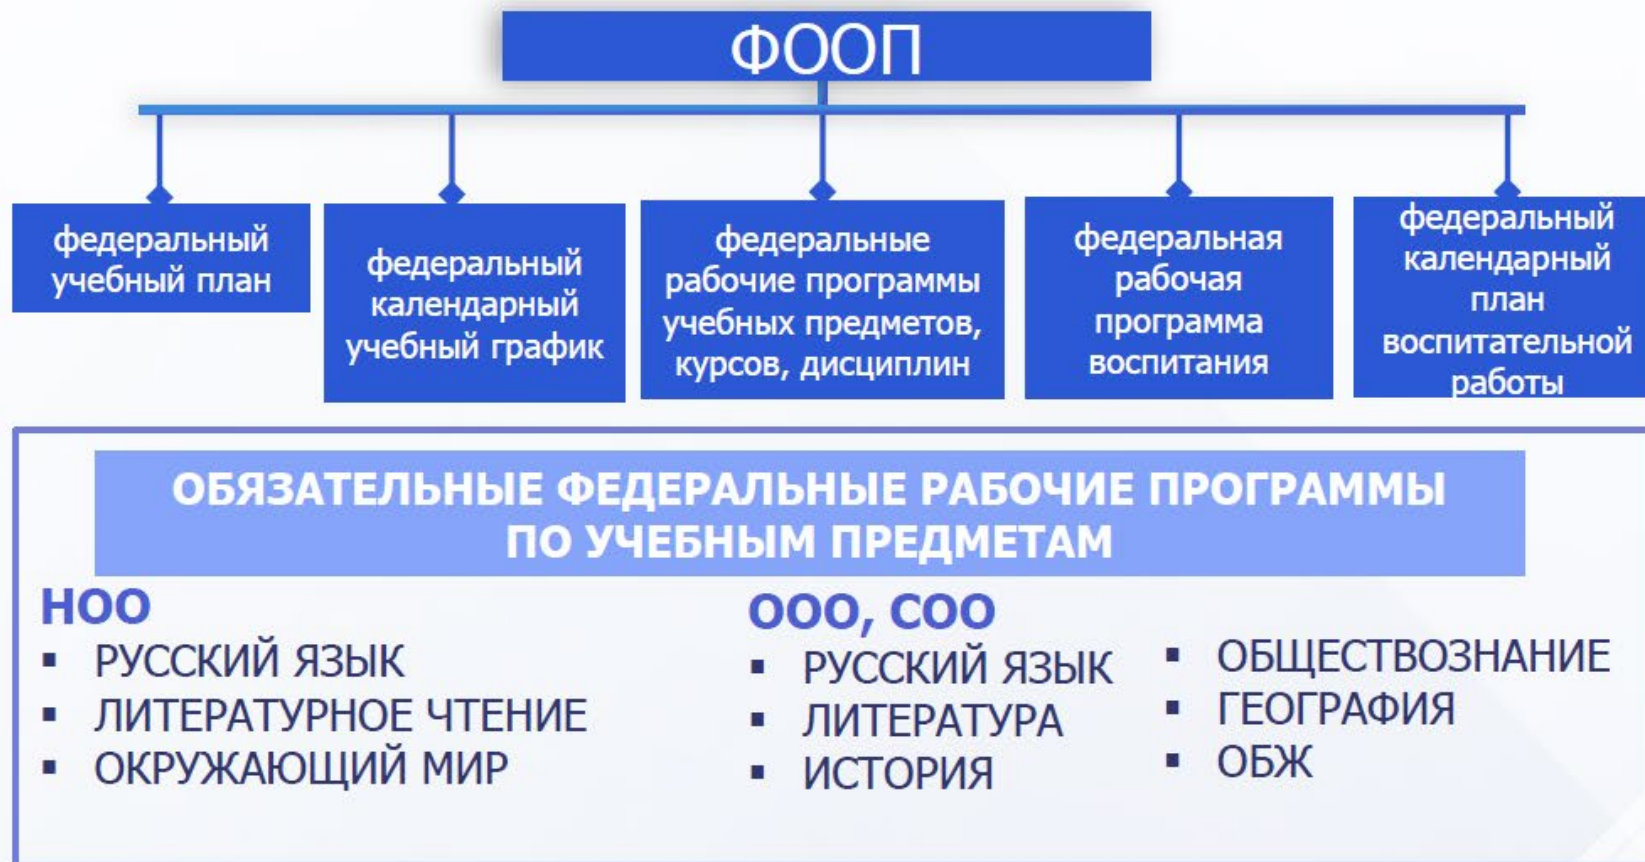 ФООП
федеральный
учебный план
федеральный
календарный
учебный график
федеральные
рабочие программы
учебных предметов,
курсов, дисциплин
федеральная
рабочая
программа
воспитания
федеральный
календарный
план
воспитательной
работы
ОБЯЗАТЕЛЬНЫЕ ФЕДЕРАЛЬНЫЕ РАБОЧИЕ ПРОГРАММЫ
ПО УЧЕБНЫМ ПРЕДМЕТАМ
НОО
▪ РУССКИЙ ЯЗЫК
▪ ЛИТЕРАТУРНОЕ ЧТЕНИЕ
▪ ОКРУЖАЮЩИЙ МИР
ООО, СОО
▪ РУССКИЙ ЯЗЫК
▪ ЛИТЕРАТУРА
▪ ИСТОРИЯ
▪ ОБЩЕСТВОЗНАНИЕ
▪ ГЕОГРАФИЯ
▪ ОБЖ